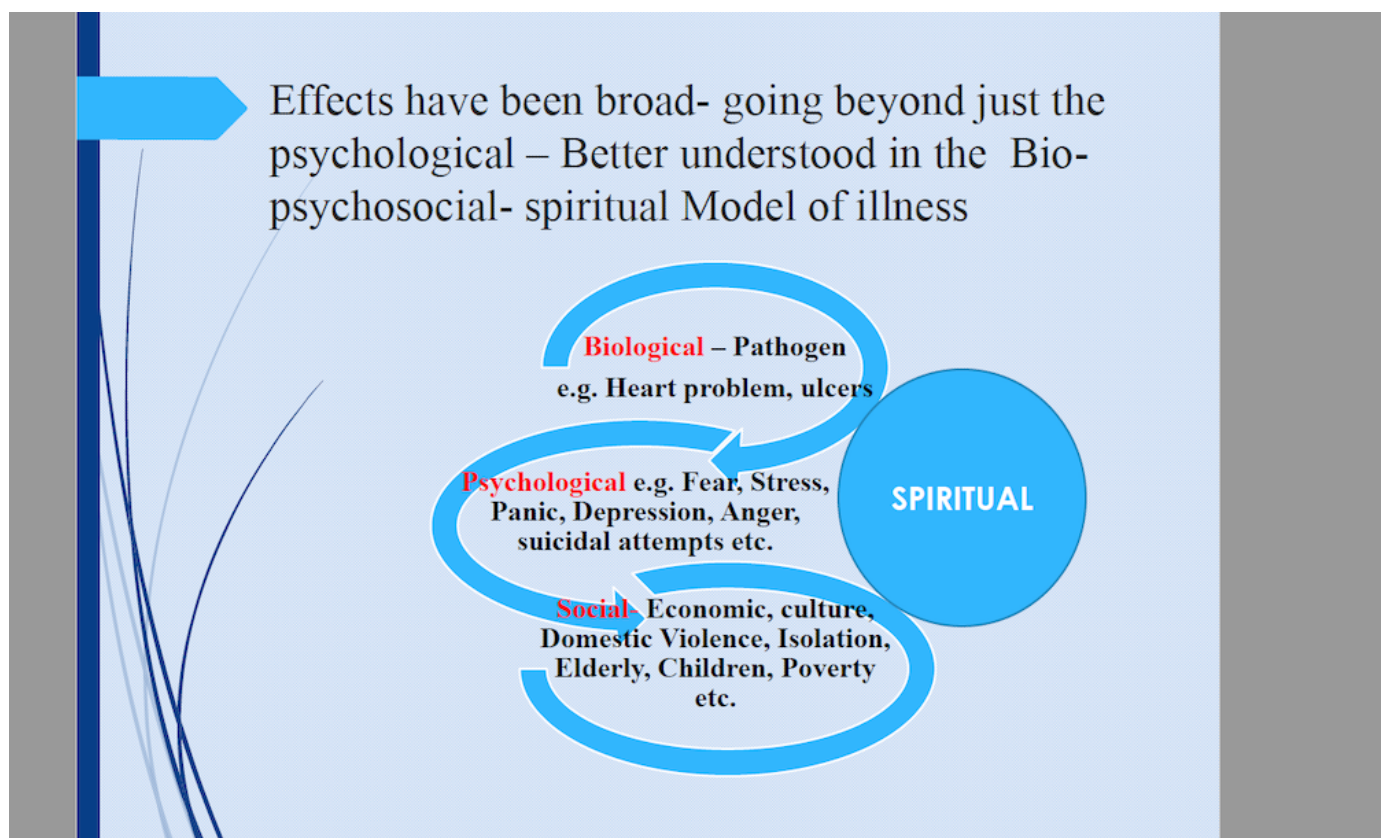 Effects have been broad- going beyond just the
psychological – Better understood in the  Bio-
psychosocial- spiritual Model of illness
Biological – Pathogen
e.g. Heart problem, ulcers
Psychological e.g. Fear, Stress,
Panic, Depression, Anger,
suicidal attempts etc.
SPIRITUAL
Social- Economic, culture,
Domestic Violence, Isolation,
Elderly, Children, Poverty
etc.